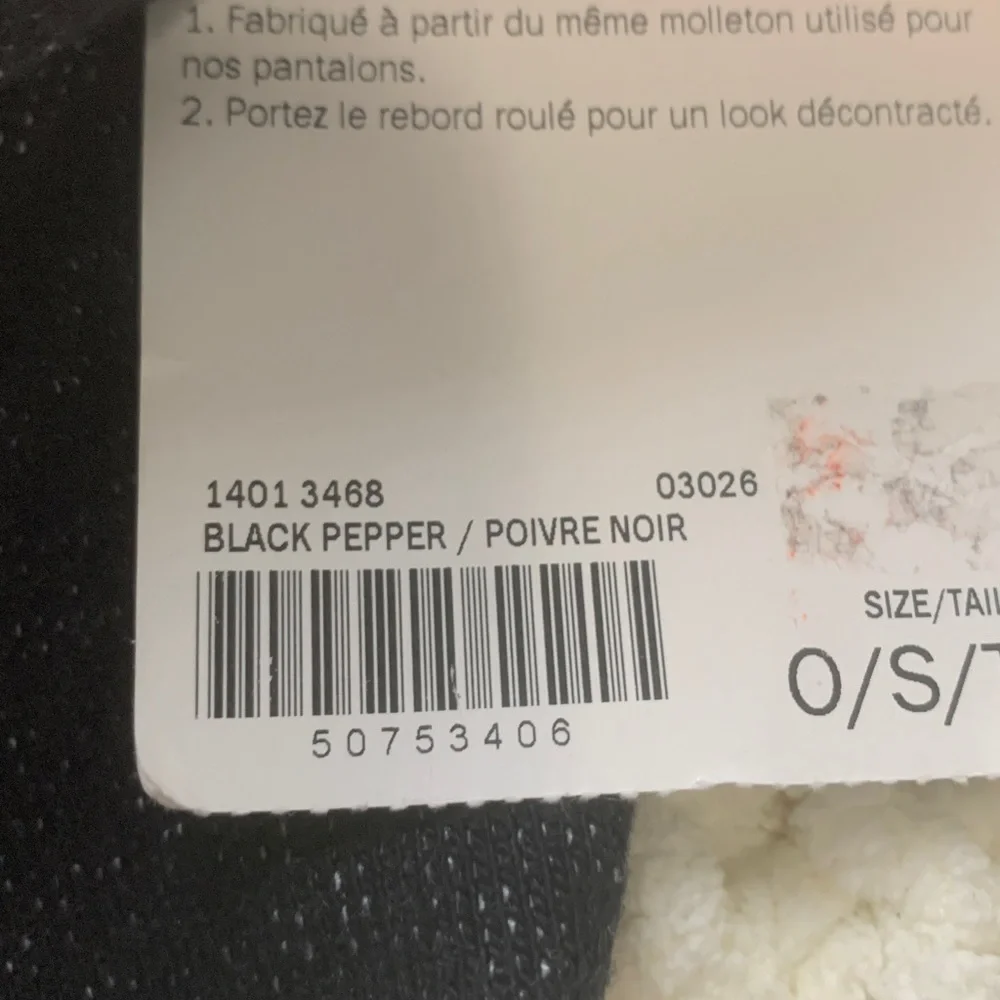 1. Fabriqué à partir du même molleton utilisé pour
nos pantalons.
2. Portez le rebord roulé pour un look décontracté.
1401 3468 03026
BLACK PEPPER / POIVRE NOIR
50753406
SIZE/TAIL
O/S/T